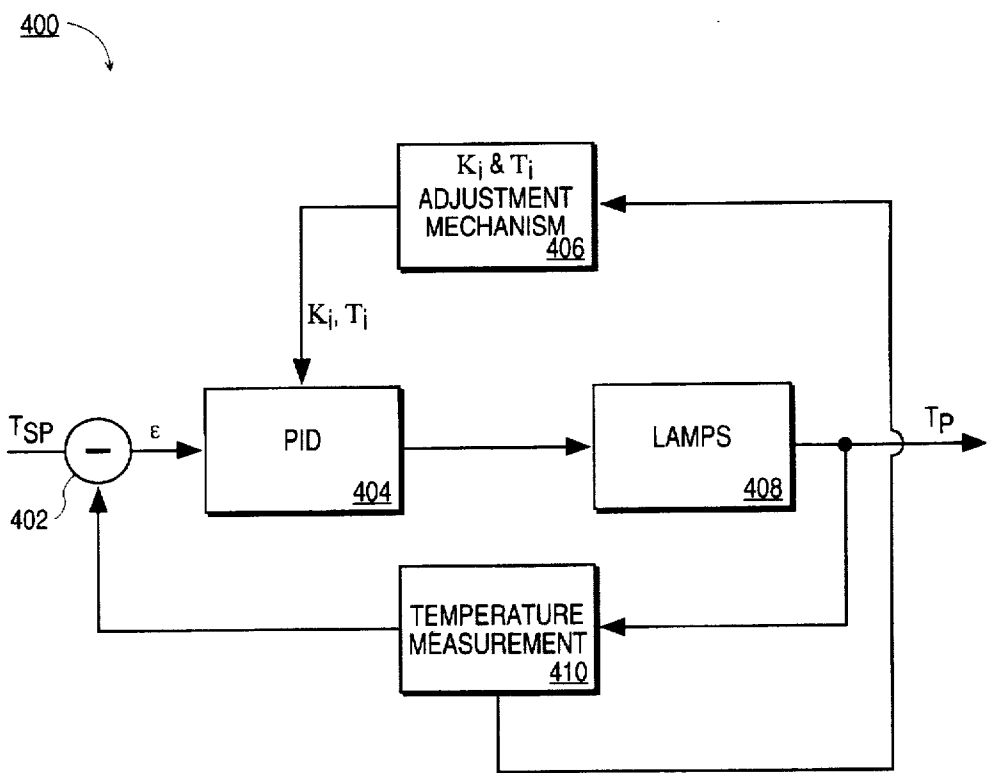 400
Ki & Ti
ADJUSTMENT
MECHANISM
406
Ki, Ti
TSP
−
ε
402
PID
404
LAMPS
408
TP
TEMPERATURE
MEASUREMENT
410